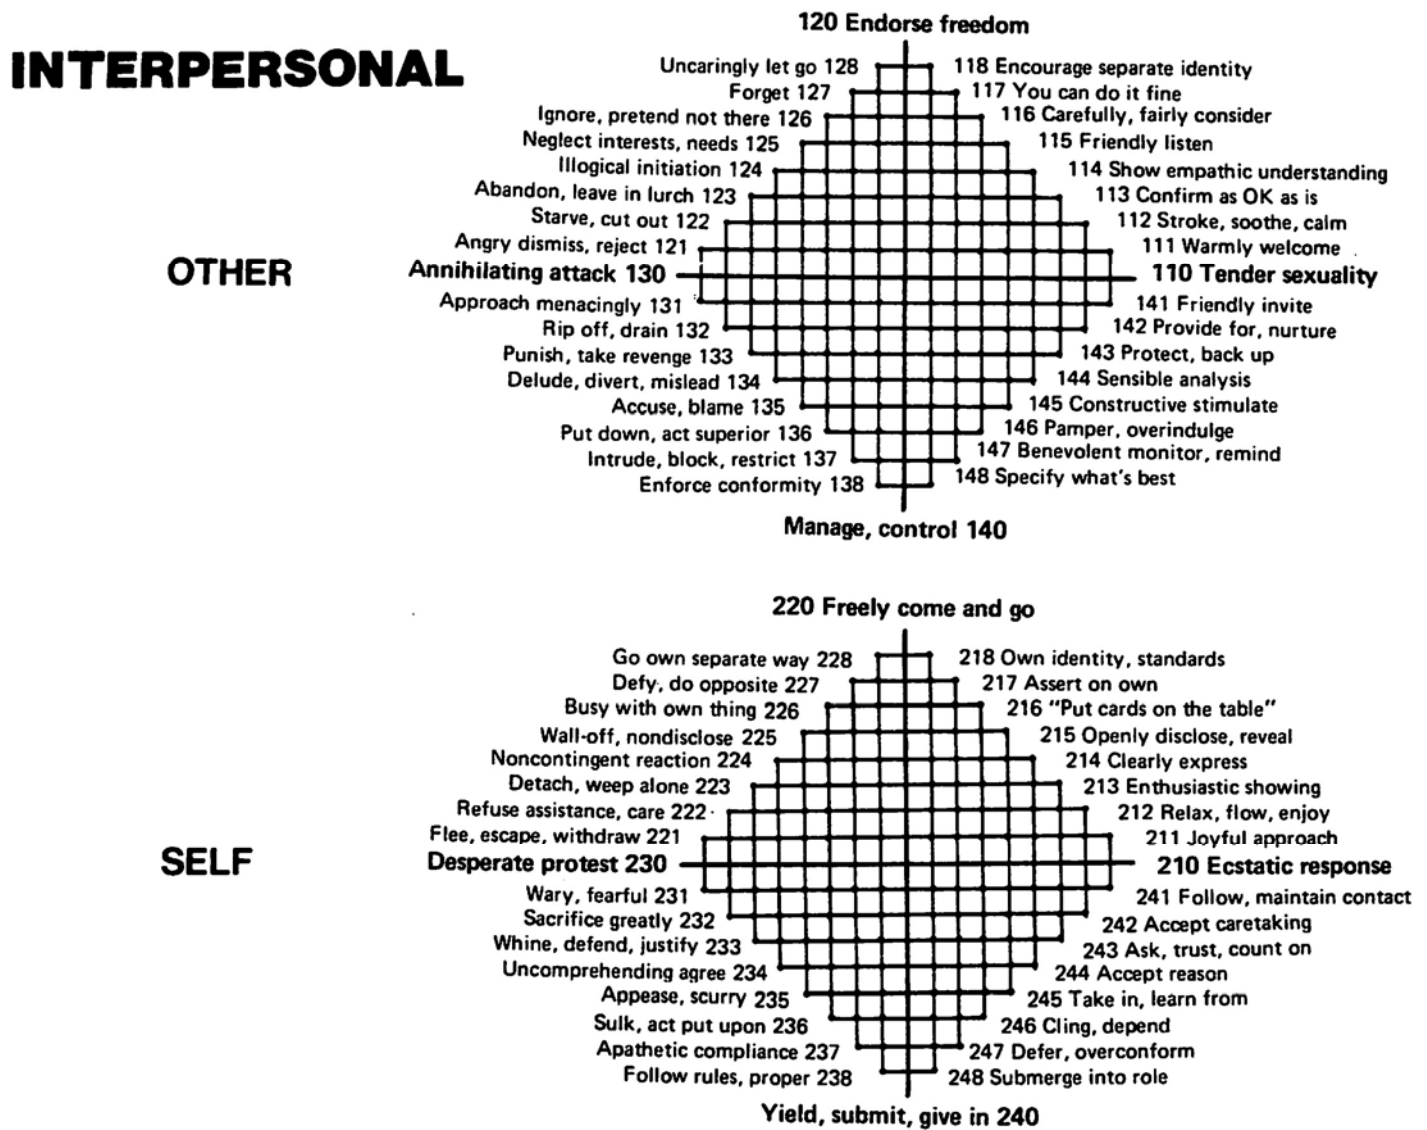 INTERPERSONAL
120 Endorse freedom
Uncaringly let go 128
118 Encourage separate identity
Forget 127
117 You can do it fine
Ignore, pretend not there 126
116 Carefully, fairly consider
Neglect interests, needs 125
115 Friendly listen
Illogical initiation 124
114 Show empathic understanding
Abandon, leave in lurch 123
113 Confirm as OK as is
Starve, cut out 122
112 Stroke, soothe, calm
Angry dismiss, reject 121
111 Warmly welcome
OTHER
Annihilating attack 130
110 Tender sexuality
Approach menacingly 131
141 Friendly invite
Rip off, drain 132
142 Provide for, nurture
Punish, take revenge 133
143 Protect, back up
Delude, divert, mislead 134
144 Sensible analysis
Accuse, blame 135
145 Constructive stimulate
Put down, act superior 136
146 Pamper, overindulge
Intrude, block, restrict 137
147 Benevolent monitor, remind
Enforce conformity 138
148 Specify what's best
Manage, control 140
220 Freely come and go
Go own separate way 228
218 Own identity, standards
Defy, do opposite 227
217 Assert on own
Busy with own thing 226
216 "Put cards on the table"
Wall-off, nondisclose 225
215 Openly disclose, reveal
Noncontingent reaction 224
214 Clearly express
Detach, weep alone 223
213 Enthusiastic showing
Refuse assistance, care 222
212 Relax, flow, enjoy
Flee, escape, withdraw 221
211 Joyful approach
SELF
Desperate protest 230
210 Ecstatic response
Wary, fearful 231
241 Follow, maintain contact
Sacrifice greatly 232
242 Accept caretaking
Whine, defend, justify 233
243 Ask, trust, count on
Uncomprehending agree 234
244 Accept reason
Appease, scurry 235
245 Take in, learn from
Sulk, act put upon 236
246 Cling, depend
Apathetic compliance 237
247 Defer, overconform
Follow rules, proper 238
248 Submerge into role
Yield, submit, give in 240